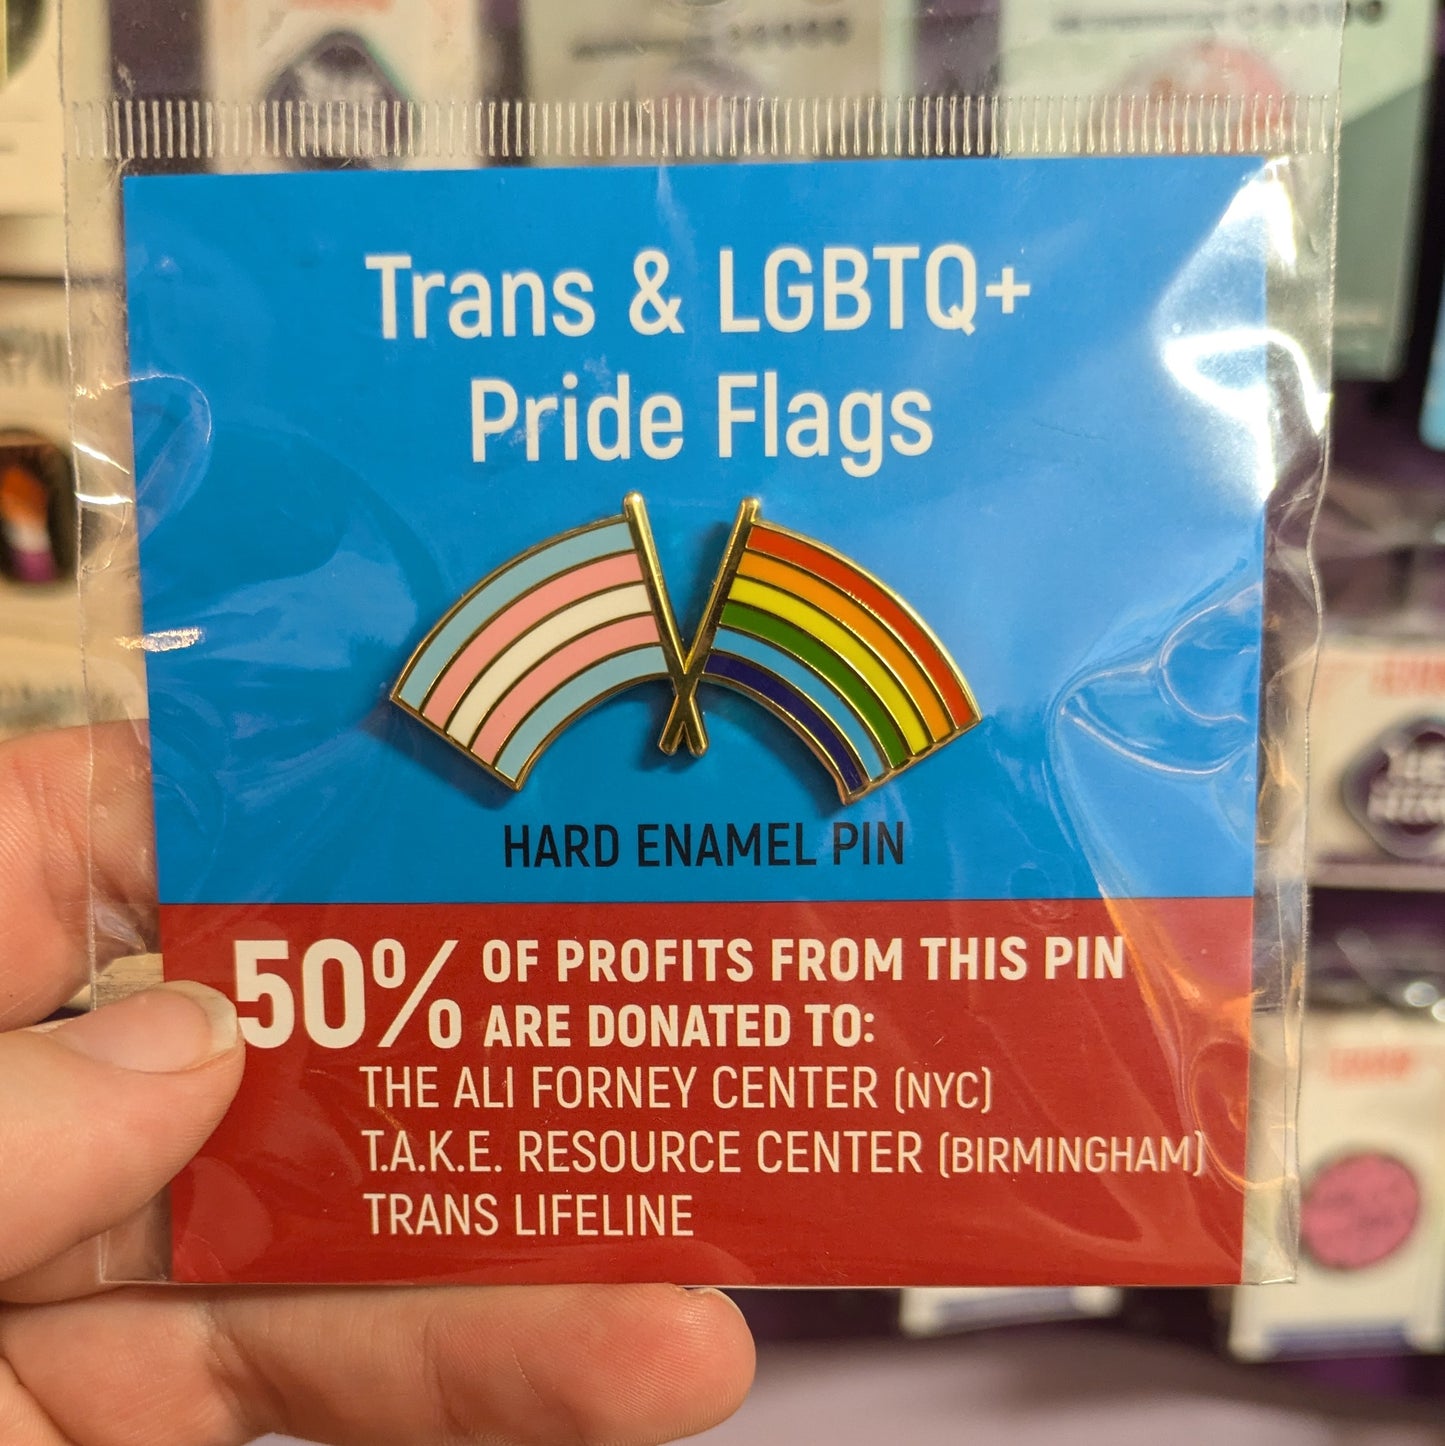 Trans & LGBTQ+
Pride Flags
HARD ENAMEL PIN
50% OF PROFITS FROM THIS PIN
ARE DONATED TO:
THE ALI FORNEY CENTER (NYC)
T.A.K.E. RESOURCE CENTER (BIRMINGHAM)
TRANS LIFELINE